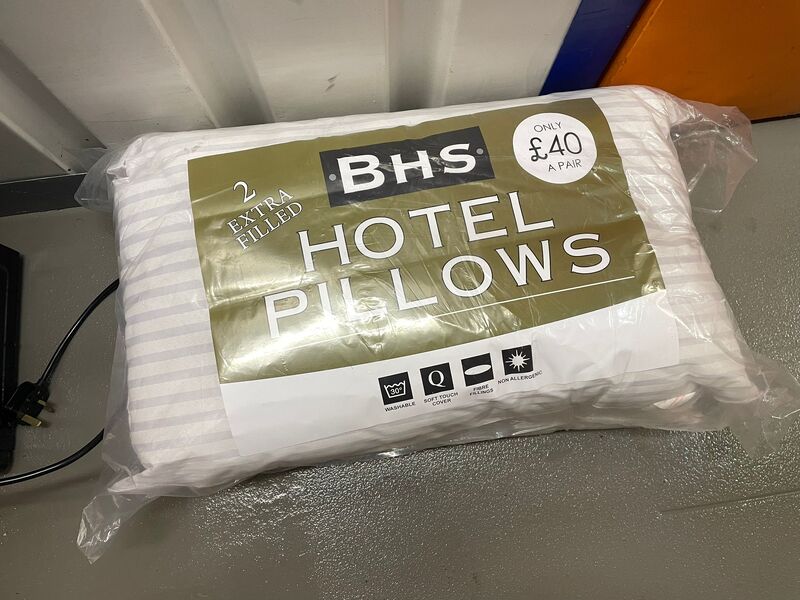 ONLY
£40
A PAIR
·BHS·
2
EXTRA
FILLED
HOTEL
PILLOWS
30°
WASHABLE
Q
SOFT TOUCH
COVER
FIBRE
FILLINGS
NON ALLERGENIC